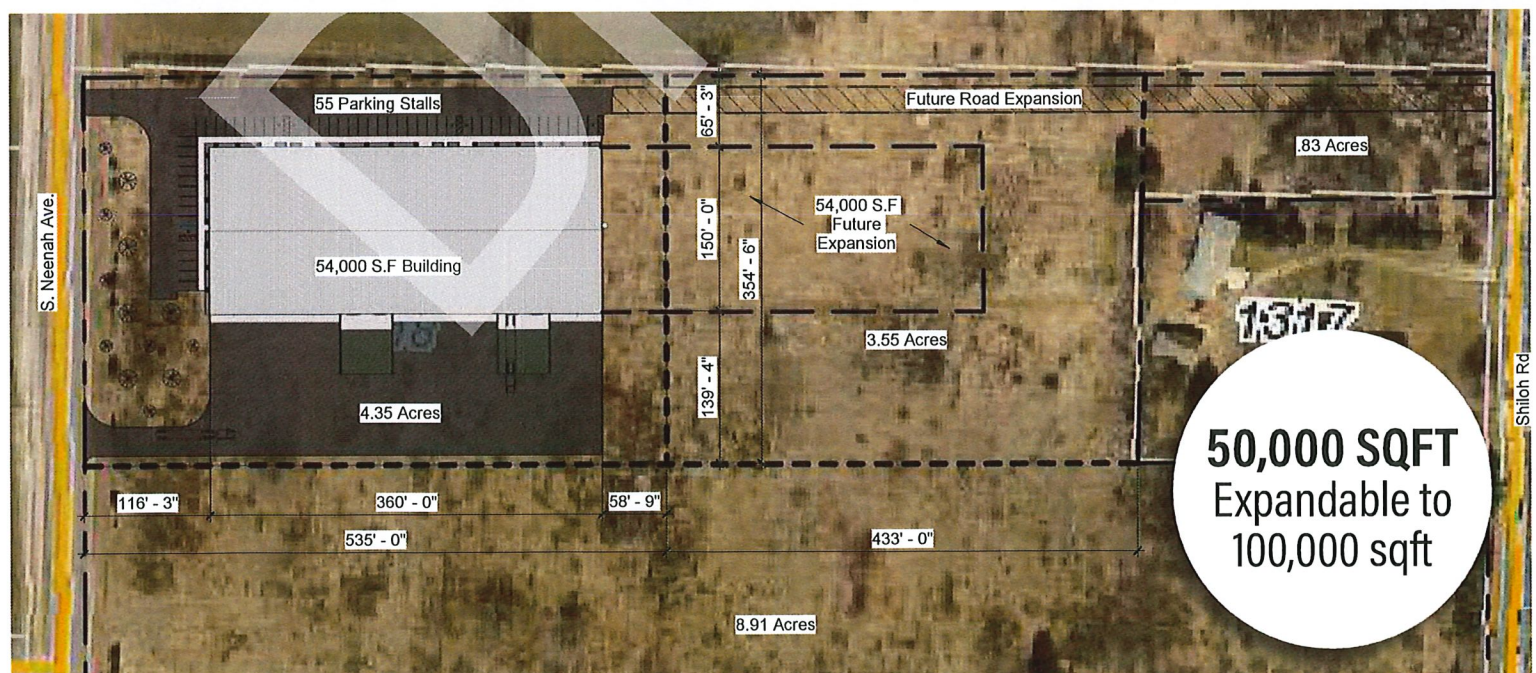 55 Parking Stalls
Future Road Expansion
65' - 3"
.83 Acres
S. Neenah Ave.
54,000 S.F Building
150' - 0"
354' - 6"
54,000 S.F
Future
Expansion
1317
3.55 Acres
139' - 4"
4.35 Acres
Shiloh Rd
50,000 SQFT
Expandable to
100,000 sqft
116' - 3"
360' - 0"
58' - 9"
535' - 0"
433' - 0"
8.91 Acres